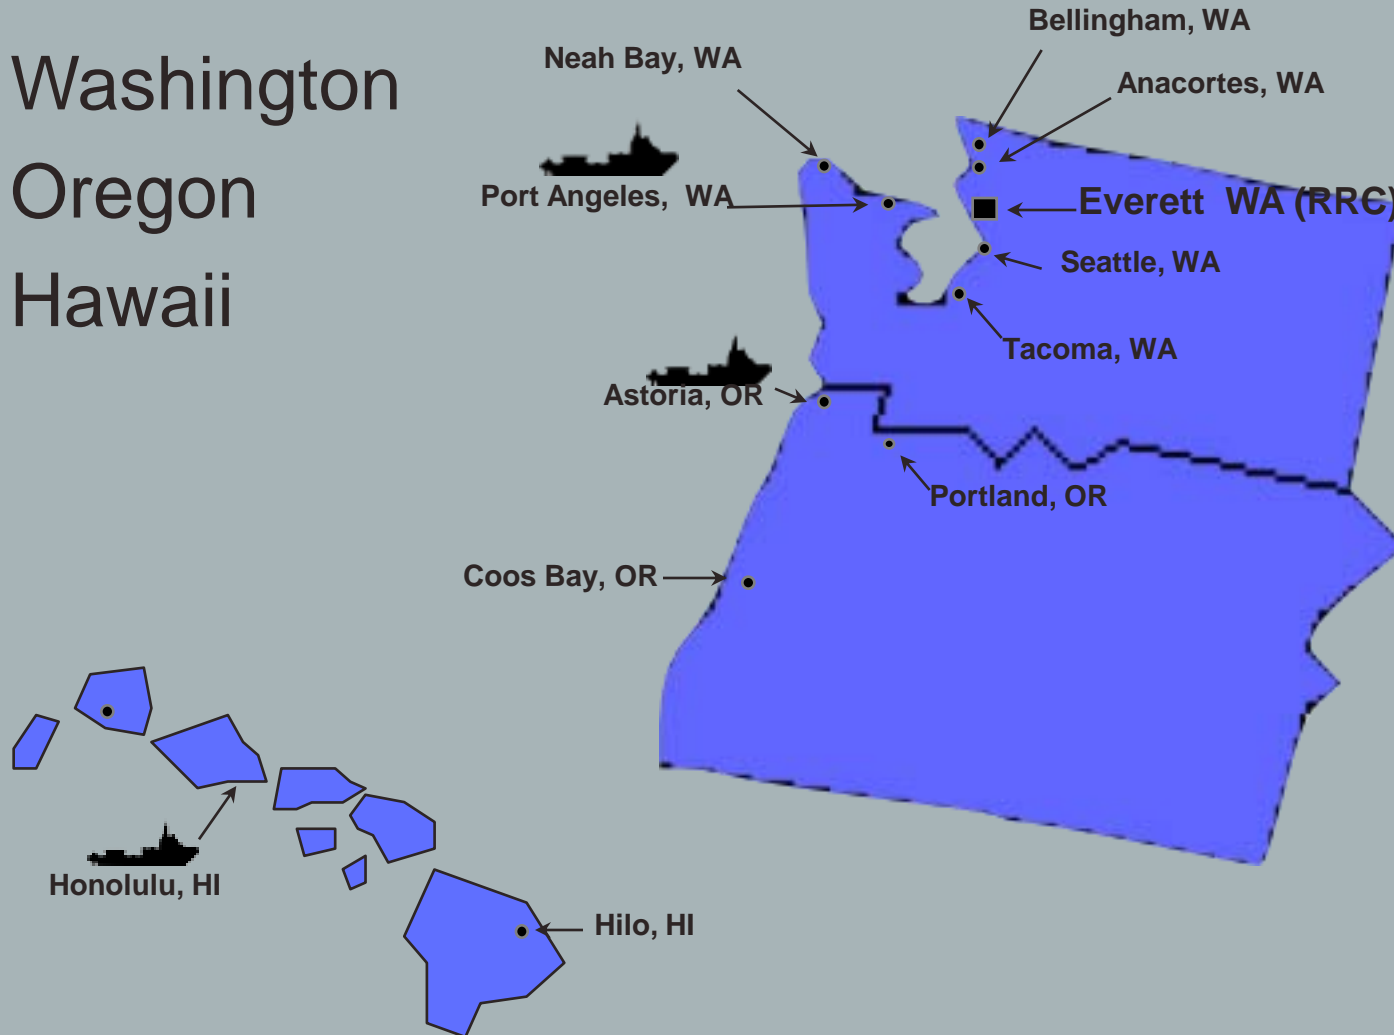 Washington
Oregon
Hawaii
Bellingham, WA
Neah Bay, WA
Anacortes, WA
Port Angeles, WA
Everett WA (RRC)
Seattle, WA
Tacoma, WA
Astoria, OR
Portland, OR
Coos Bay, OR
Honolulu, HI
Hilo, HI